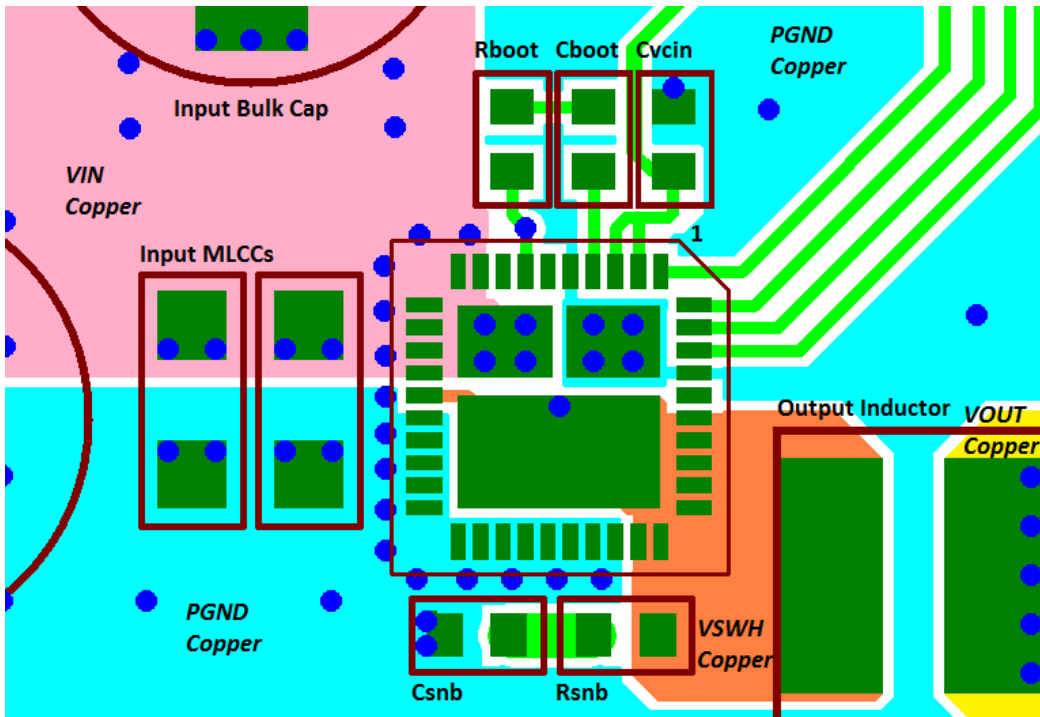 Rboot Cboot Cvcin
PGND
Copper
Input Bulk Cap
VIN
Copper
1
Input MLCCs
Output Inductor
VOUT
Copper
PGND
Copper
VSWH
Copper
Csnb
Rsnb